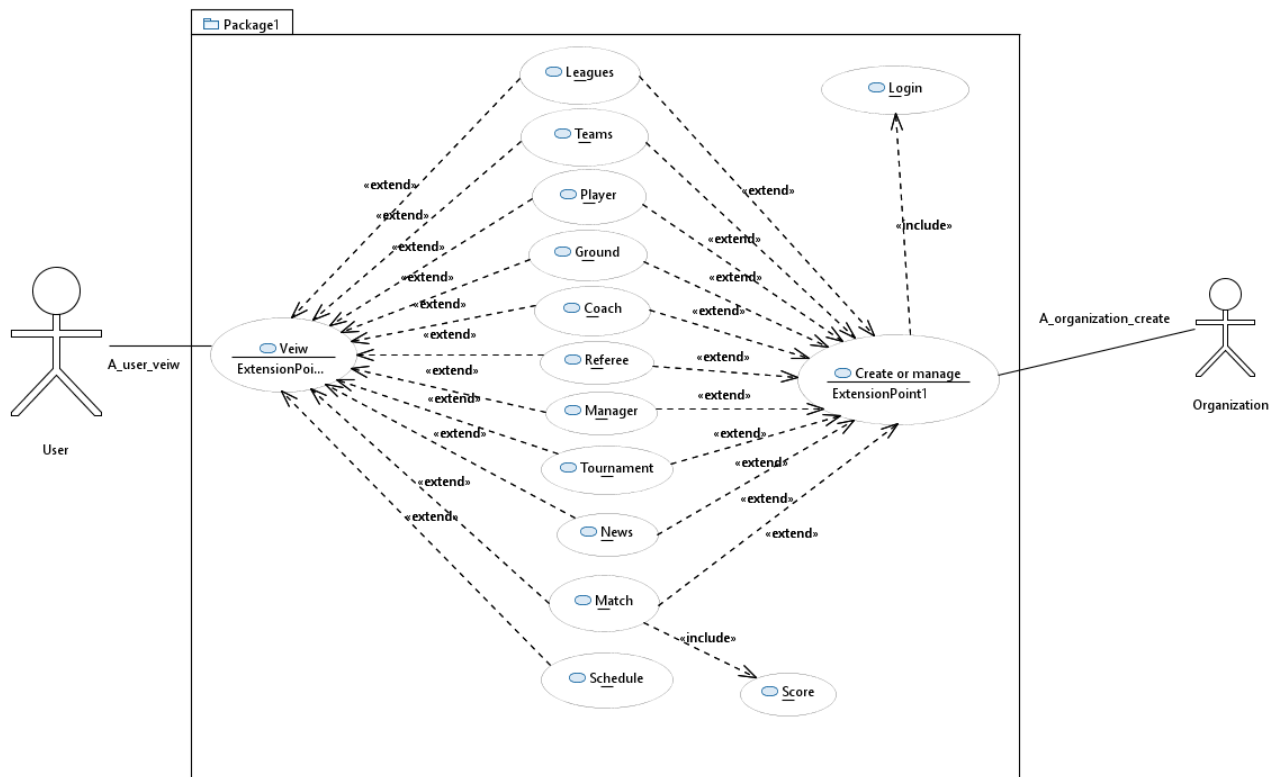 Package1
Leagues
Login
Teams
«extend»
«extend»
Player
«extend»
«include»
«extend»
Ground
«extend»
«extend»
Coach
«extend»
A_organization_create
«extend»
Veiw
A_user_veiw
ExtensionPoi...
Referee
«extend»
«extend»
Create or manage
ExtensionPoint1
«extend»
Manager
«extend»
Organization
«extend»
«extend»
User
Tournament
«extend»
«extend»
«extend»
«extend»
News
«extend»
Match
«include»
Schedule
Score